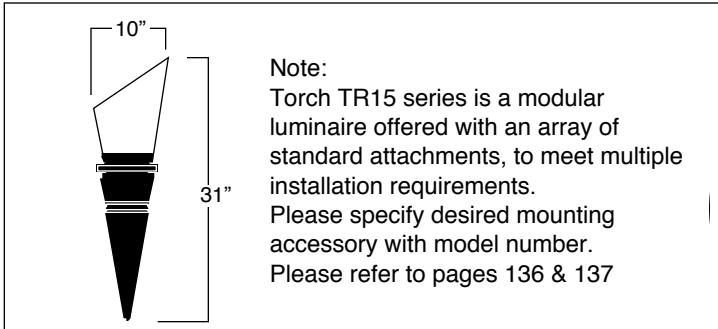 10”
31”
Note:
Torch TR15 series is a modular
luminaire offered with an array of
standard attachments, to meet multiple
installation requirements.
Please specify desired mounting
accessory with model number.
Please refer to pages 136 & 137